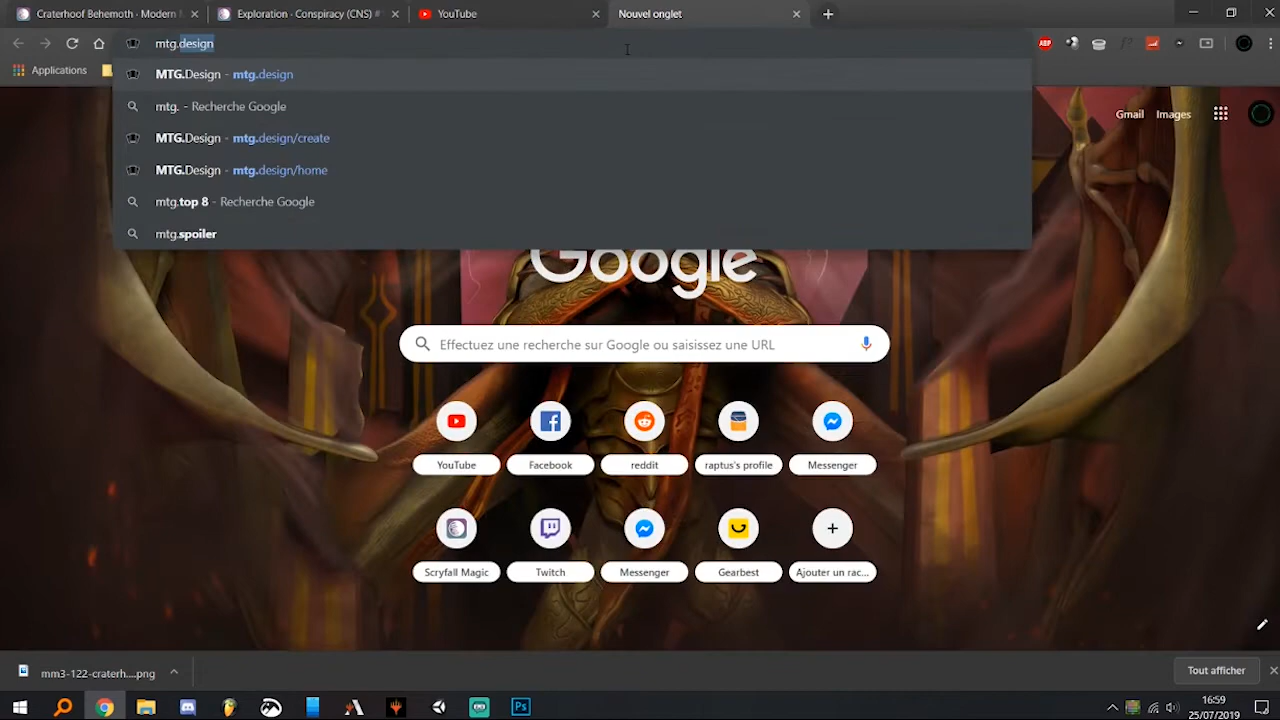 Craterhoof Behemoth · Modern M
Exploration · Conspiracy (CNS) #
YouTube
Nouvel onglet
mtg.design
ABP
Applications
MTG.Design - mtg.design
mtg. - Recherche Google
MTG.Design - mtg.design/create
MTG.Design - mtg.design/home
mtg.top 8 - Recherche Google
mtg.spoiler
Gmail Images
Google
Effectuez une recherche sur Google ou saisissez une URL
YouTube
Facebook
reddit
raptus's profile
Messenger
Scryfall Magic
Twitch
Messenger
Gearbest
Ajouter un rac...
mm3-122-craterh....png
Tout afficher
Ps
16:59
25/07/2019